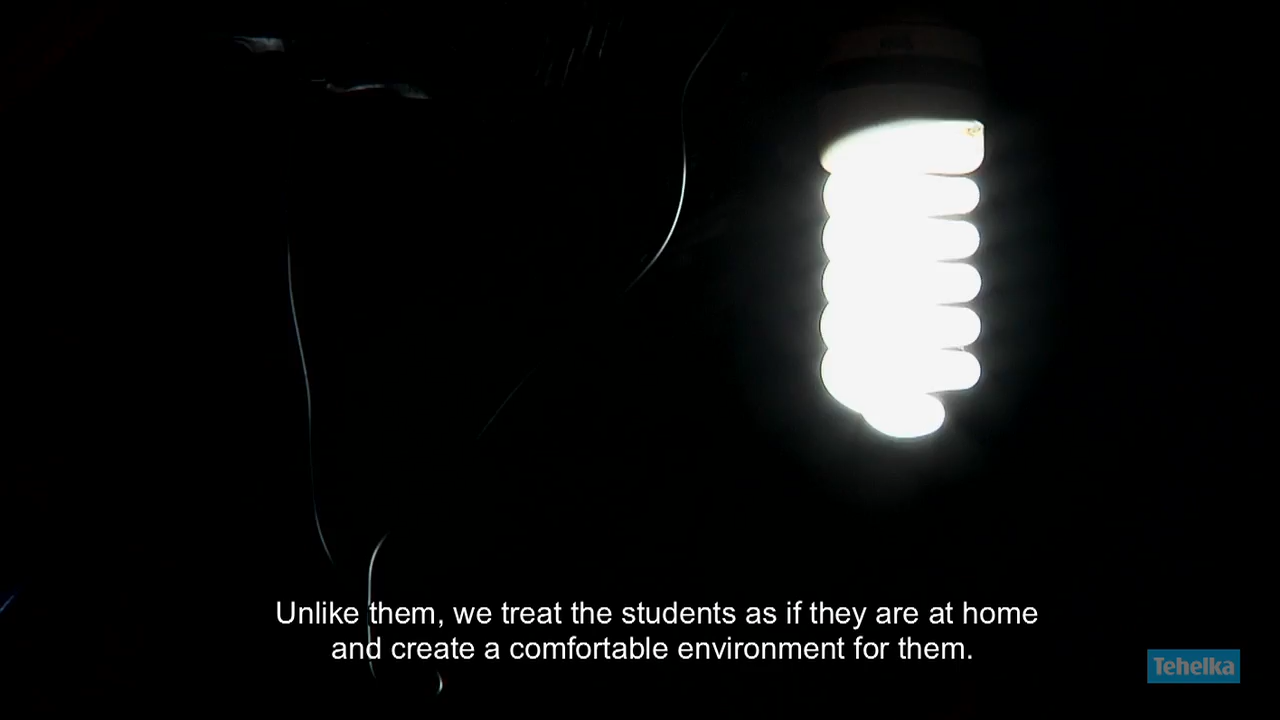 Unlike them, we treat the students as if they are at home
and create a comfortable environment for them.
Tehelka